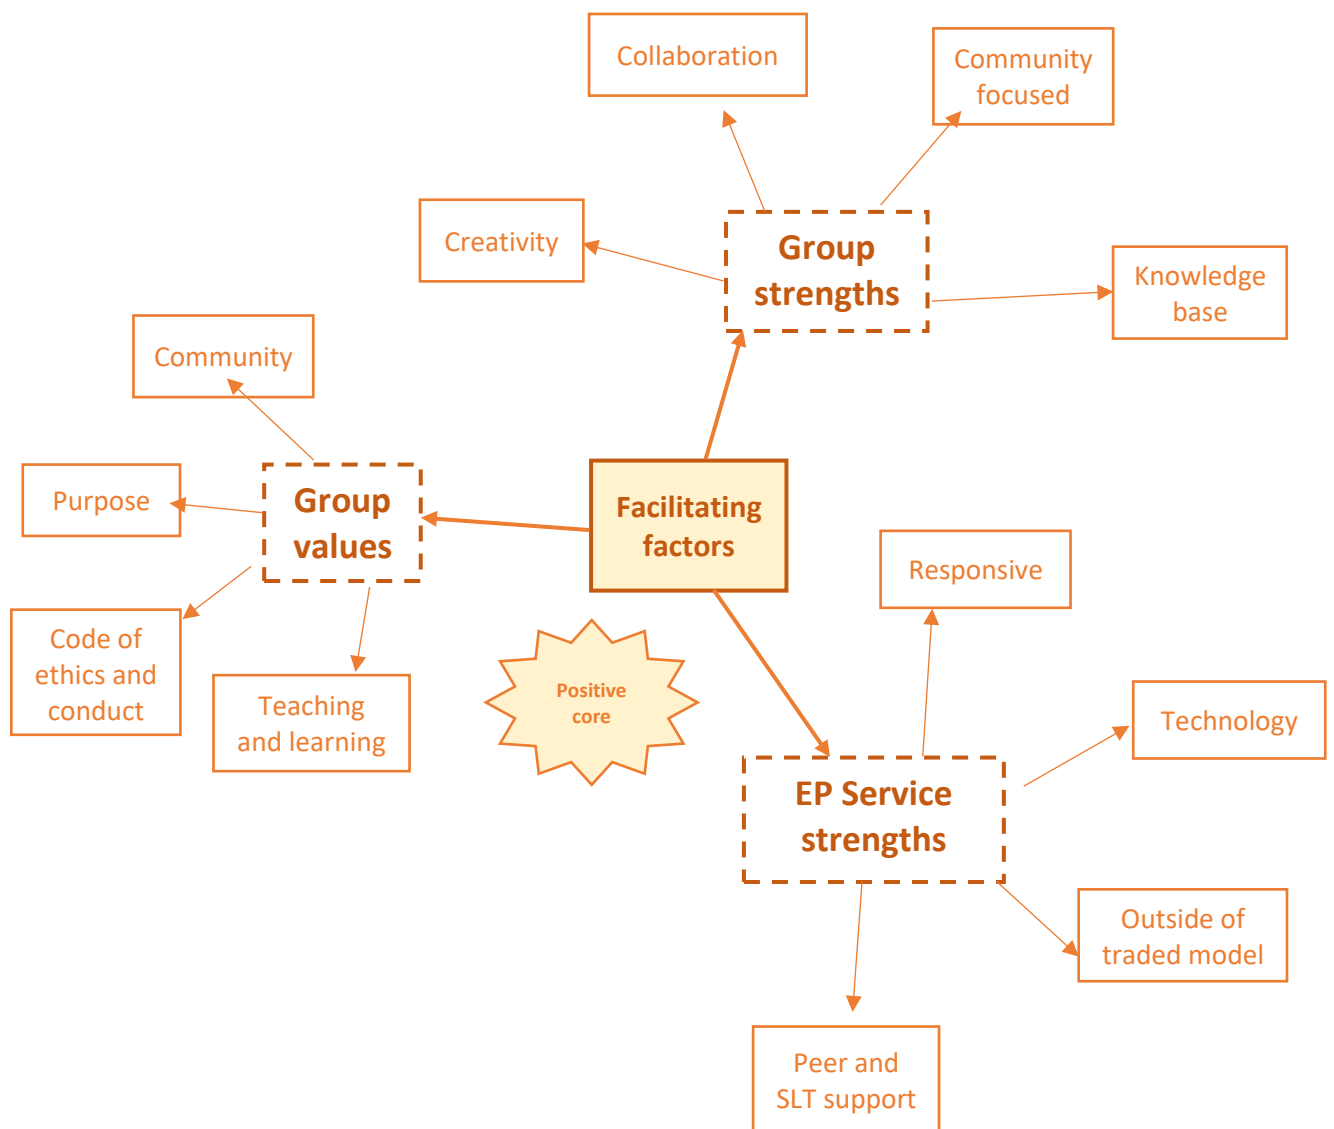 Collaboration
Community
focused
Creativity
Group
strengths
Knowledge
base
Community
Purpose
Group
values
Facilitating
factors
Responsive
Code of
ethics and
conduct
Teaching
and learning
Positive
core
Technology
EP Service
strengths
Outside of
traded model
Peer and
SLT support